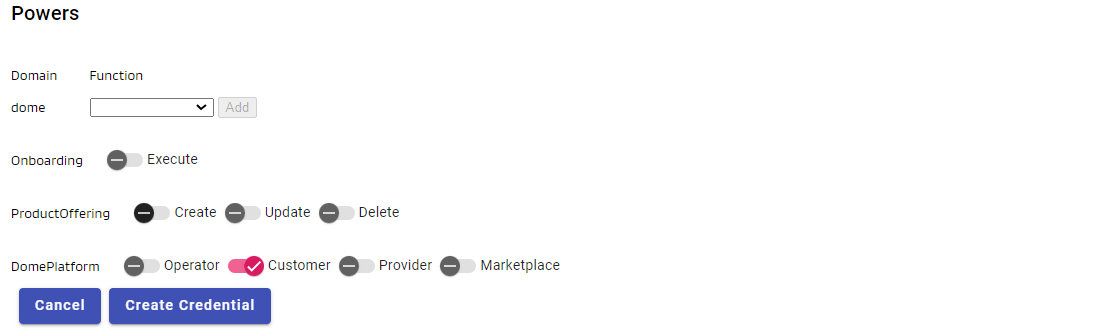 Powers
Domain Function
dome Add
Onboarding Execute
ProductOffering Create Update Delete
DomePlatform Operator Customer Provider Marketplace
Cancel Create Credential